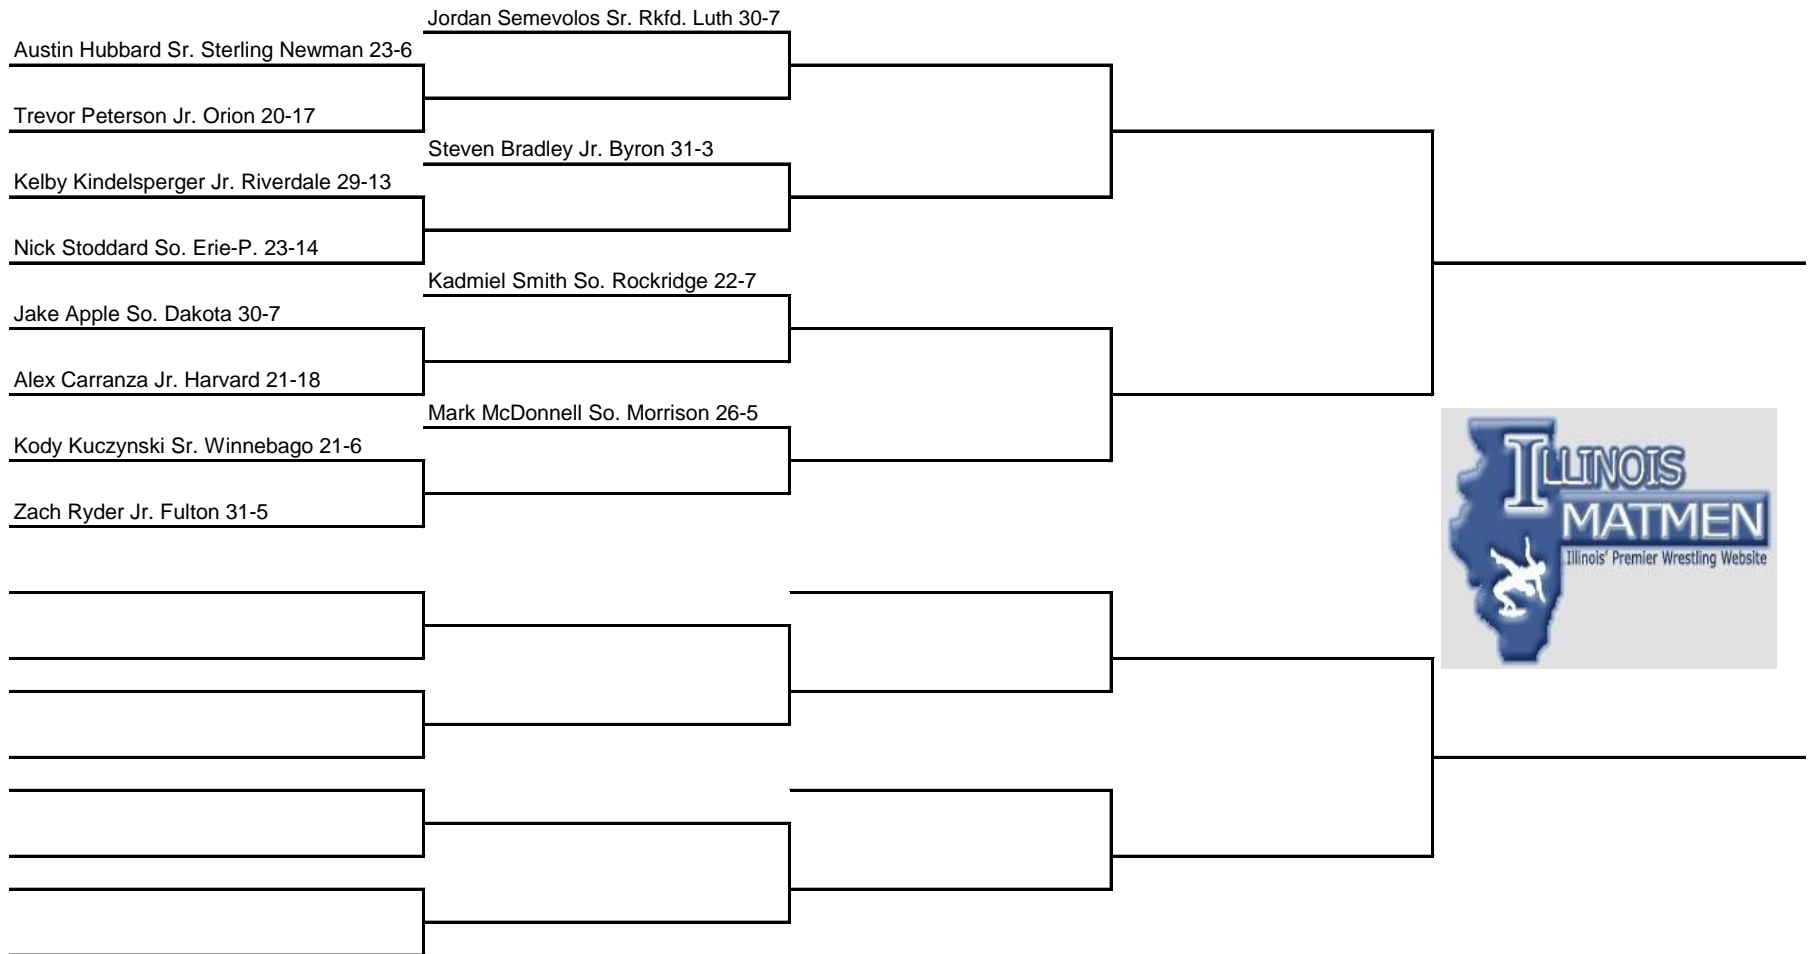 Jordan Semevolos Sr. Rkfd. Luth 30-7
Austin Hubbard Sr. Sterling Newman 23-6
Trevor Peterson Jr. Orion 20-17
Steven Bradley Jr. Byron 31-3
Kelby Kindelsperger Jr. Riverdale 29-13
Nick Stoddard So. Erie-P. 23-14
Kadmiel Smith So. Rockridge 22-7
Jake Apple So. Dakota 30-7
Alex Carranza Jr. Harvard 21-18
Mark McDonnell So. Morrison 26-5
Kody Kuczynski Sr. Winnebago 21-6
Zach Ryder Jr. Fulton 31-5
ILLINOIS
MATMEN
Illinois' Premier Wrestling Website